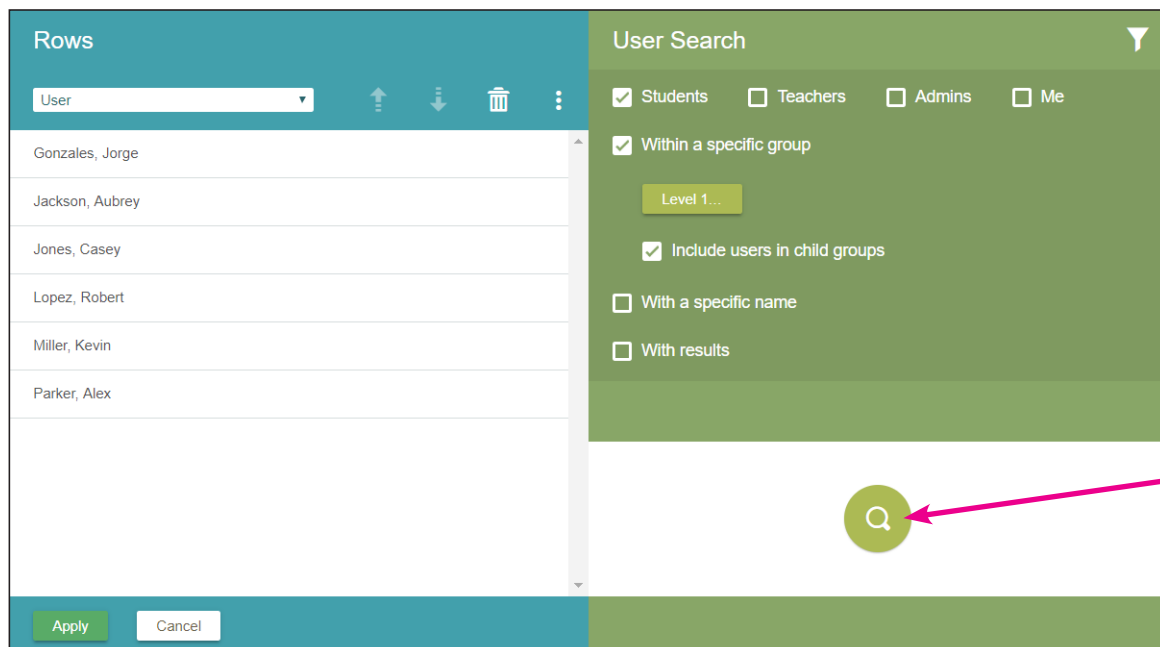 Rows
User
Gonzales, Jorge
Jackson, Aubrey
Jones, Casey
Lopez, Robert
Miller, Kevin
Parker, Alex
Apply Cancel
User Search
Students Teachers Admins Me
Within a specific group
Level 1...
Include users in child groups
With a specific name
With results